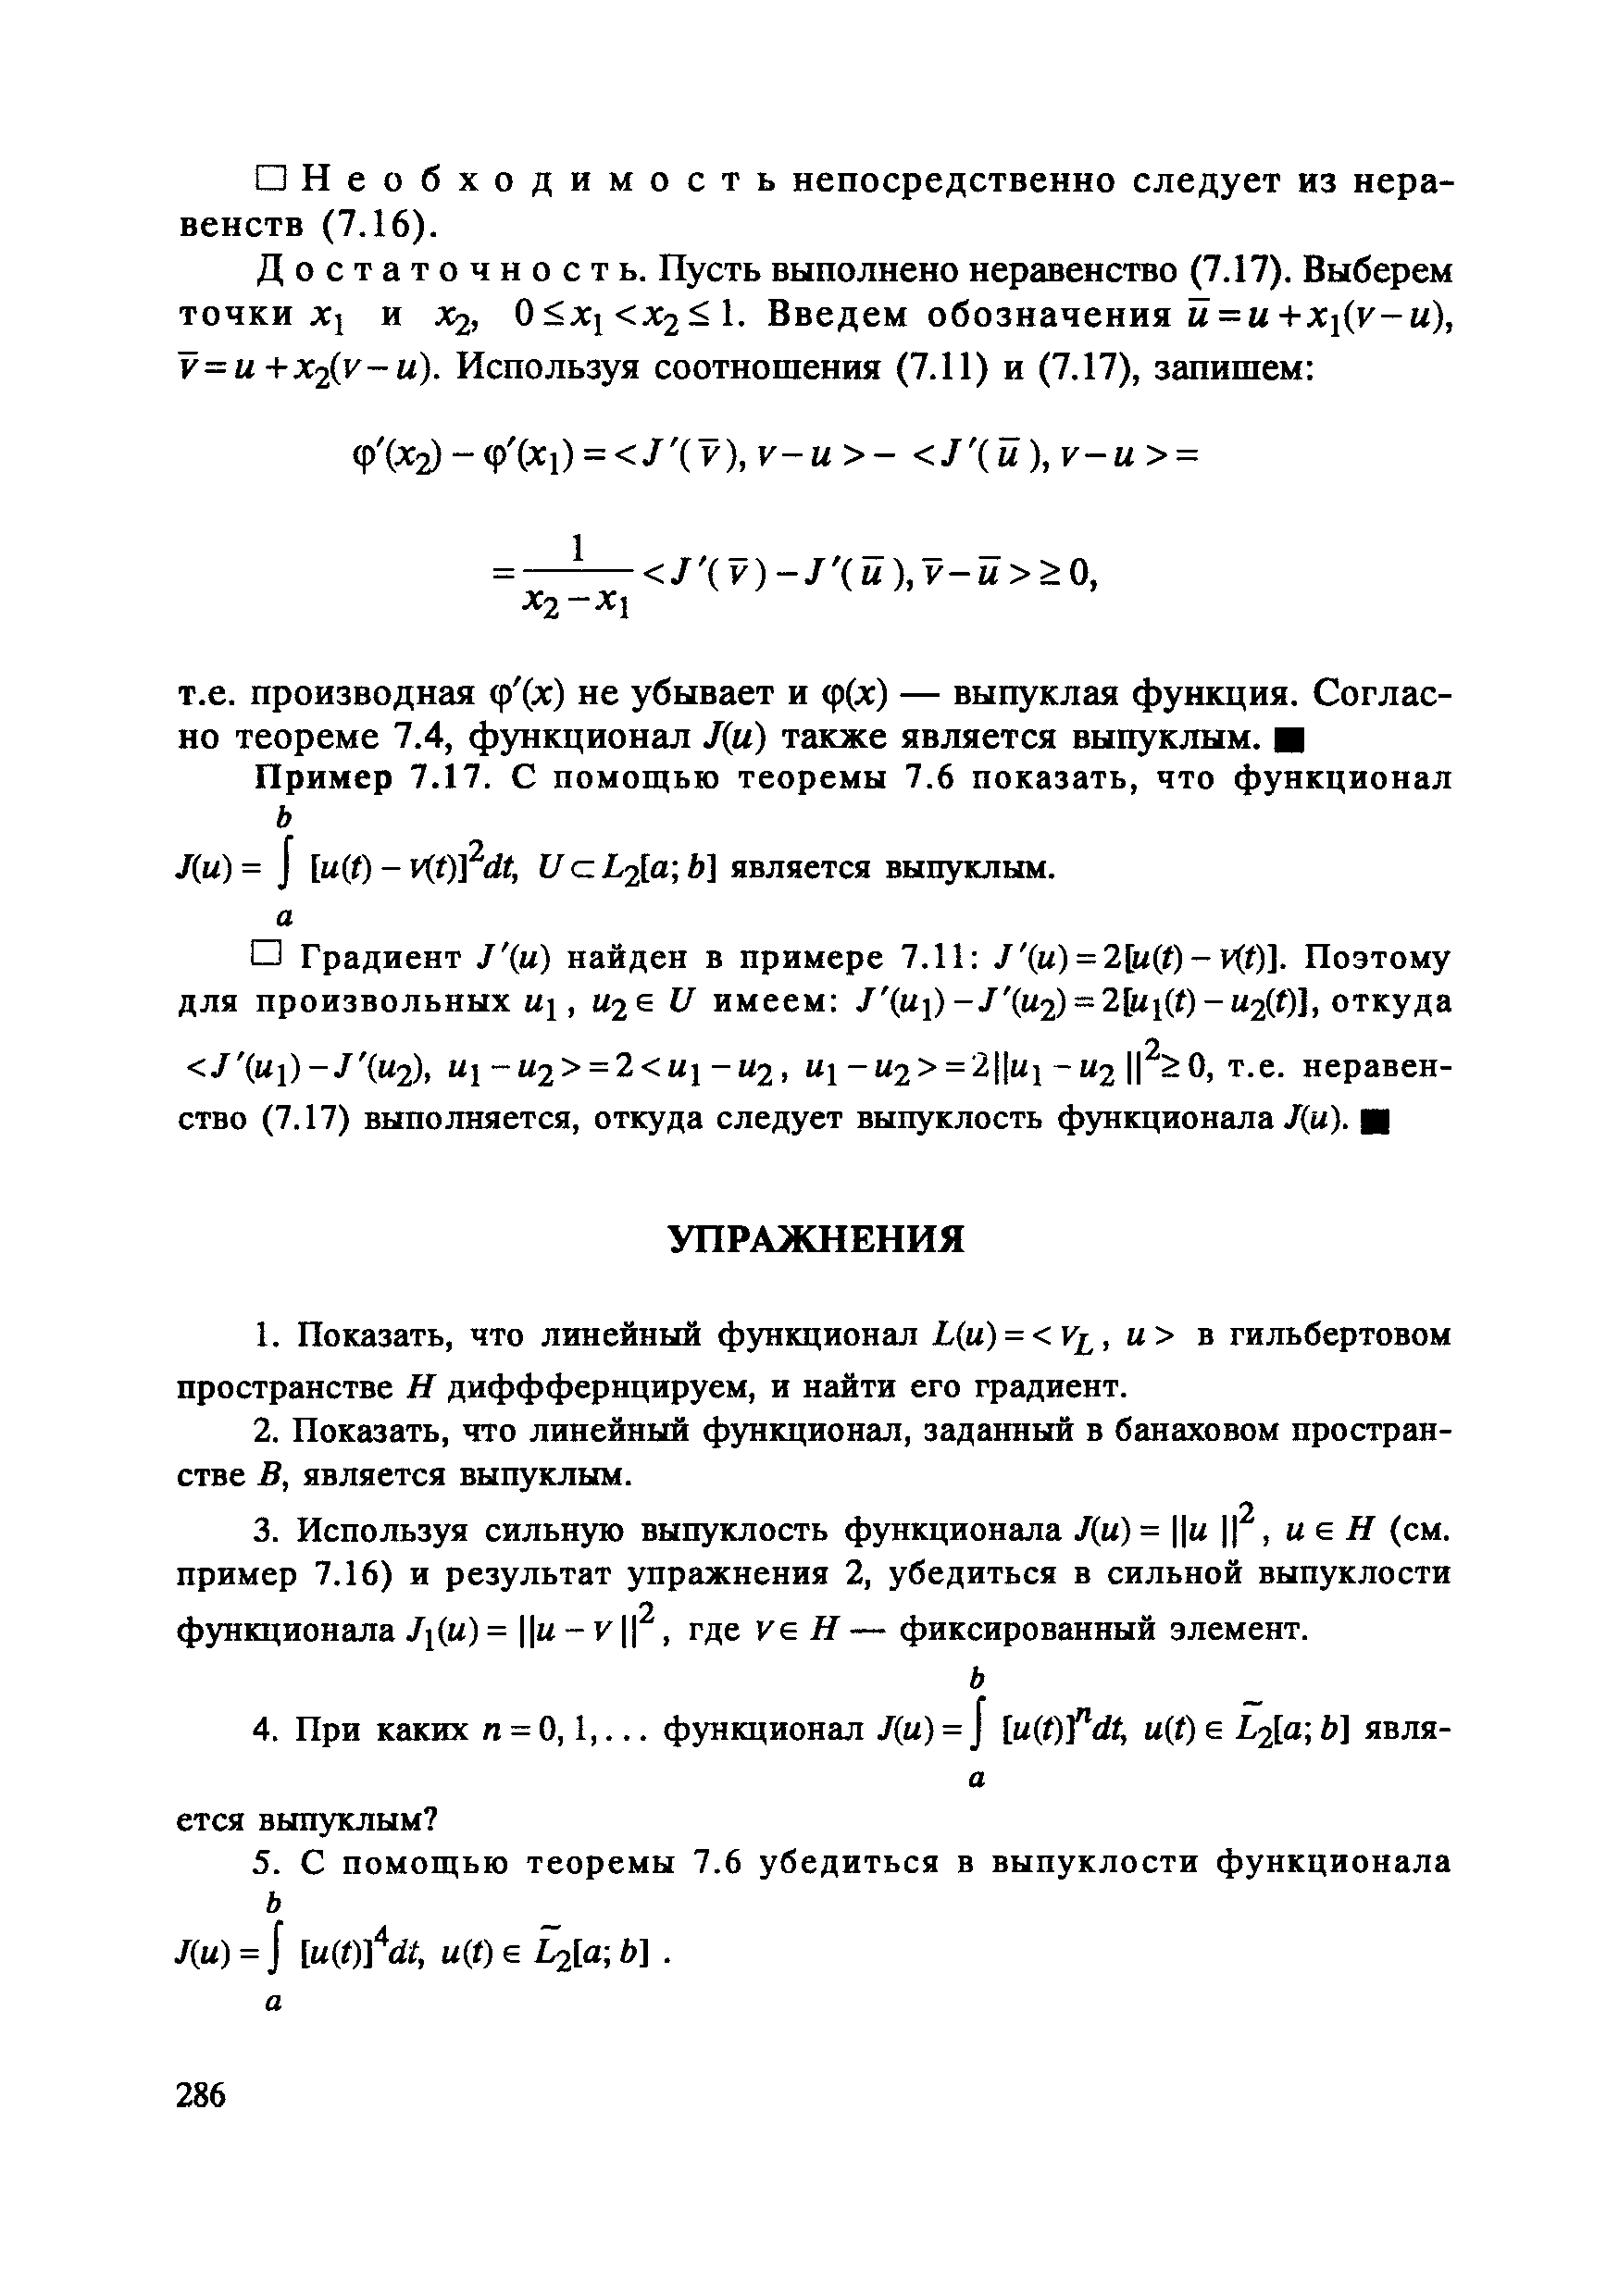 □ Н е о б х о д и м о с т ь непосредственно следует из нера-
венств (7.16).
Д о с т а т о ч н о с т ь. Пусть выполнено неравенство (7.17). Выберем
точки x₁ и x₂, 0≤x₁<x₂≤1. Введем обозначения u̅=u+x₁(v−u),
v̅=u+x₂(v−u). Используя соотношения (7.11) и (7.17), запишем:
φ′(x₂)−φ′(x₁)=<J′(v̅), v−u>− <J′(u̅), v−u>=
= 1/(x₂−x₁) <J′(v̅)−J′(u̅), v̅−u̅>≥0,
т.е. производная φ′(x) не убывает и φ(x) — выпуклая функция. Соглас-
но теореме 7.4, функционал J(u) также является выпуклым. ■
Пример 7.17. С помощью теоремы 7.6 показать, что функционал
b
J(u)= ∫ [u(t)−v(t)]²dt, U⊂L₂[a; b] является выпуклым.
a
□ Градиент J′(u) найден в примере 7.11: J′(u)=2[u(t)−v(t)]. Поэтому
для произвольных u₁, u₂∈U имеем: J′(u₁)−J′(u₂)=2[u₁(t)−u₂(t)], откуда
<J′(u₁)−J′(u₂), u₁−u₂>=2<u₁−u₂, u₁−u₂>=2||u₁−u₂||²≥0, т.е. неравен-
ство (7.17) выполняется, откуда следует выпуклость функционала J(u). ■
УПРАЖНЕНИЯ
1. Показать, что линейный функционал L(u)=<v_L, u> в гильбертовом
пространстве H диффференцируем, и найти его градиент.
2. Показать, что линейный функционал, заданный в банаховом простран-
стве B, является выпуклым.
3. Используя сильную выпуклость функционала J(u)=||u||², u∈H (см.
пример 7.16) и результат упражнения 2, убедиться в сильной выпуклости
функционала J₁(u)=||u−v||², где v∈H — фиксированный элемент.
b
4. При каких n=0, 1,... функционал J(u)=∫ [u(t)]ⁿdt, u(t)∈L̃₂[a; b] явля-
a
ется выпуклым?
5. С помощью теоремы 7.6 убедиться в выпуклости функционала
b
J(u)=∫ [u(t)]⁴dt, u(t)∈L̃₂[a; b] .
a
286